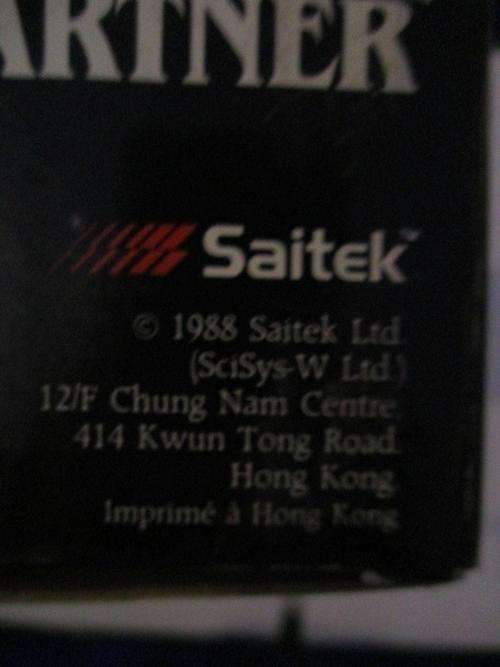 ARTNER
Saitek™
© 1988 Saitek Ltd.
(SciSys-W Ltd.)
12/F Chung Nam Centre,
414 Kwun Tong Road,
Hong Kong.
Imprimé à Hong Kong